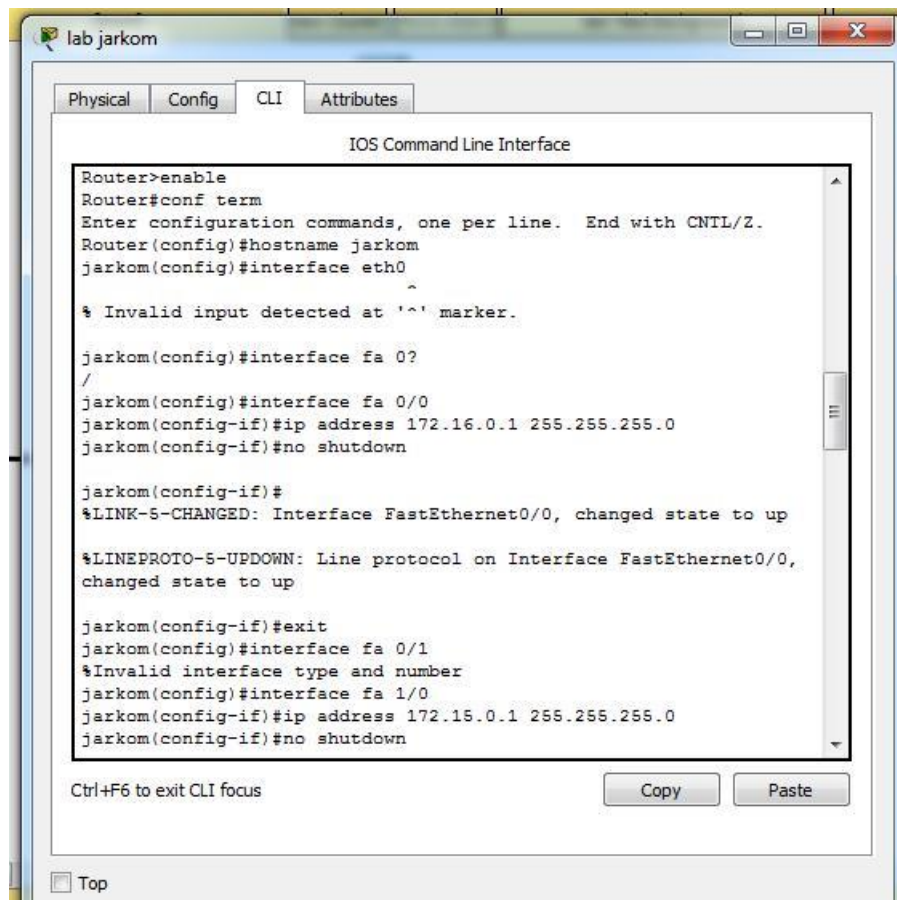 lab jarkom
Physical Config CLI Attributes
IOS Command Line Interface
Router>enable
Router#conf term
Enter configuration commands, one per line.  End with CNTL/Z.
Router(config)#hostname jarkom
jarkom(config)#interface eth0
^
% Invalid input detected at '^' marker.
jarkom(config)#interface fa 0?
/
jarkom(config)#interface fa 0/0
jarkom(config-if)#ip address 172.16.0.1 255.255.255.0
jarkom(config-if)#no shutdown
jarkom(config-if)#
%LINK-5-CHANGED: Interface FastEthernet0/0, changed state to up
%LINEPROTO-5-UPDOWN: Line protocol on Interface FastEthernet0/0,
changed state to up
jarkom(config-if)#exit
jarkom(config)#interface fa 0/1
%Invalid interface type and number
jarkom(config)#interface fa 1/0
jarkom(config-if)#ip address 172.15.0.1 255.255.255.0
jarkom(config-if)#no shutdown
Ctrl+F6 to exit CLI focus Copy Paste
Top